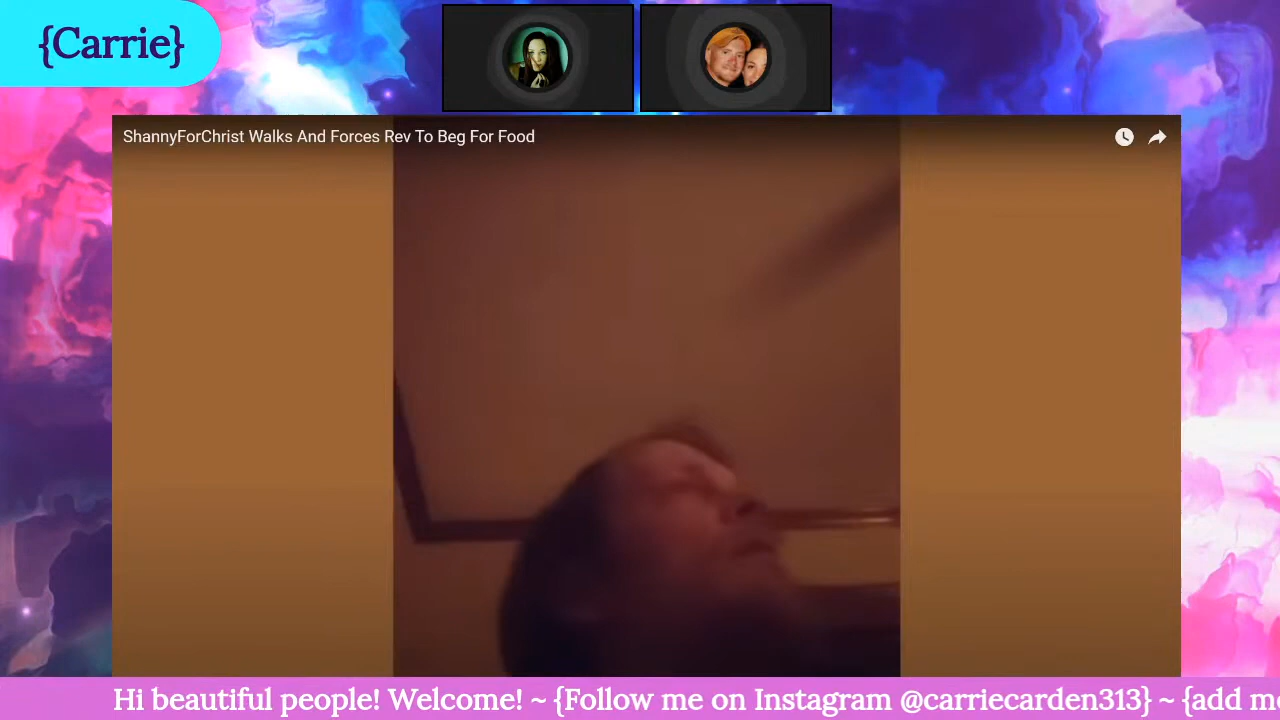 {Carrie}
ShannyForChrist Walks And Forces Rev To Beg For Food
Hi beautiful people! Welcome! ~ {Follow me on Instagram @carriecarden313} ~ {add m